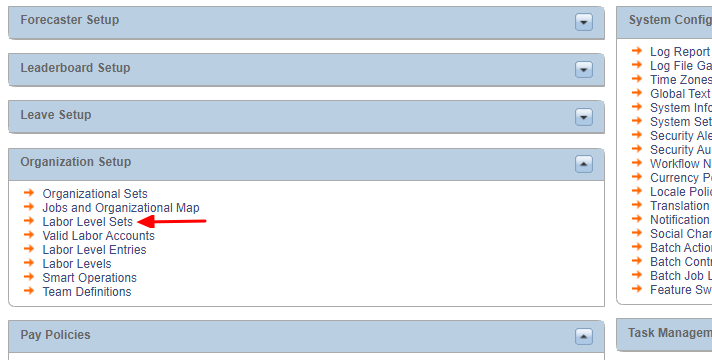 Forecaster Setup
Leaderboard Setup
Leave Setup
Organization Setup
Organizational Sets
Jobs and Organizational Map
Labor Level Sets
Valid Labor Accounts
Labor Level Entries
Labor Levels
Smart Operations
Team Definitions
Pay Policies
System Config
Log Report
Log File Ga
Time Zones
Global Text
System Info
System Set
Security Ale
Security Au
Workflow N
Currency P
Locale Polic
Translation
Notification
Social Char
Batch Action
Batch Contr
Batch Job L
Feature Sw
Task Managem